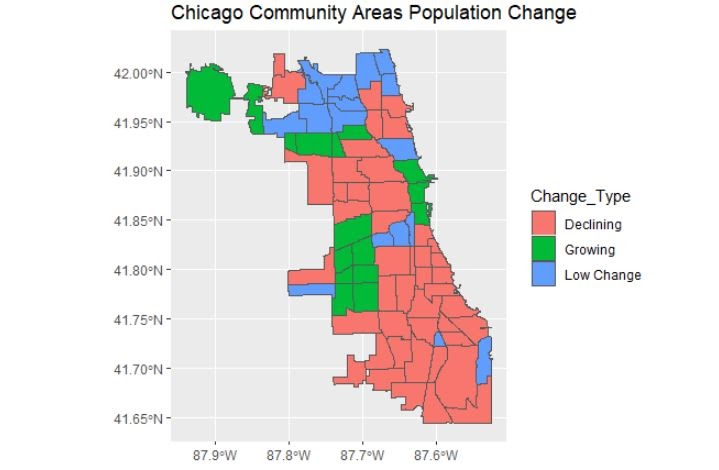 Chicago Community Areas Population Change
42.00°N
41.95°N
41.90°N
41.85°N
41.80°N
41.75°N
41.70°N
41.65°N
87.9°W 87.8°W 87.7°W 87.6°W
Change_Type
Declining
Growing
Low Change